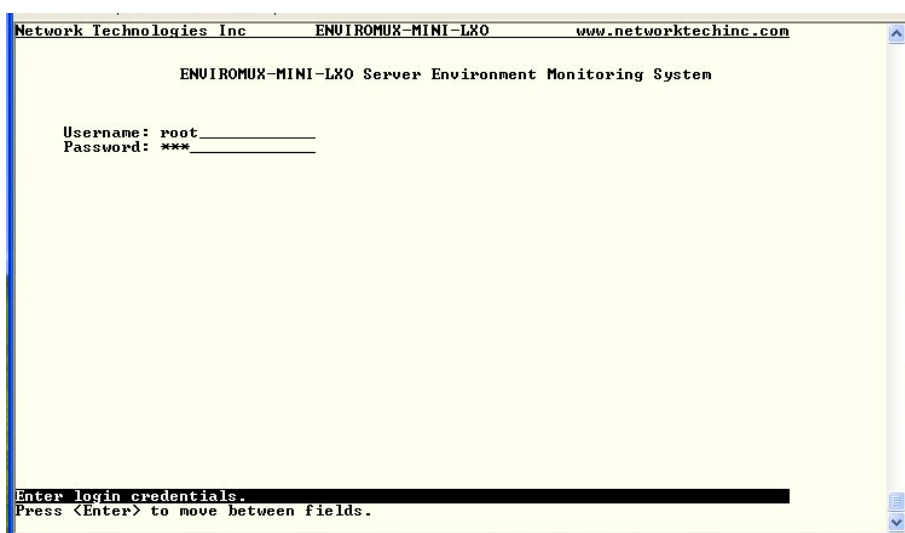 Network Technologies Inc ENVIROMUX-MINI-LXO www.networktechinc.com
ENVIROMUX-MINI-LXO Server Environment Monitoring System
Username: root
Password: ***
Enter login credentials.
Press <Enter> to move between fields.